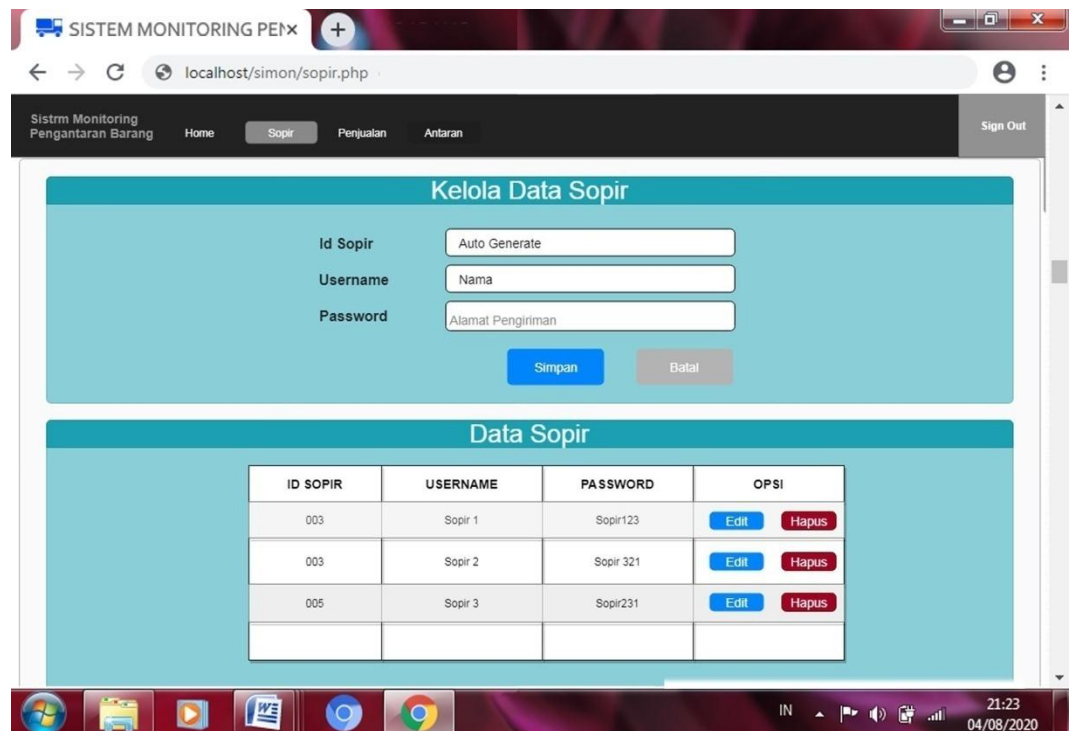 SISTEM MONITORING PEN
localhost/simon/sopir.php
Sistrm Monitoring
Pengantaran Barang
Home Sopir Penjualan Antaran
Sign Out
Kelola Data Sopir
Id Sopir Auto Generate
Username Nama
Password Alamat Pengiriman
Simpan Batal
Data Sopir
ID SOPIR USERNAME PASSWORD OPSI
003 Sopir 1 Sopir123 Edit Hapus
003 Sopir 2 Sopir 321 Edit Hapus
005 Sopir 3 Sopir231 Edit Hapus
IN
21:23
04/08/2020